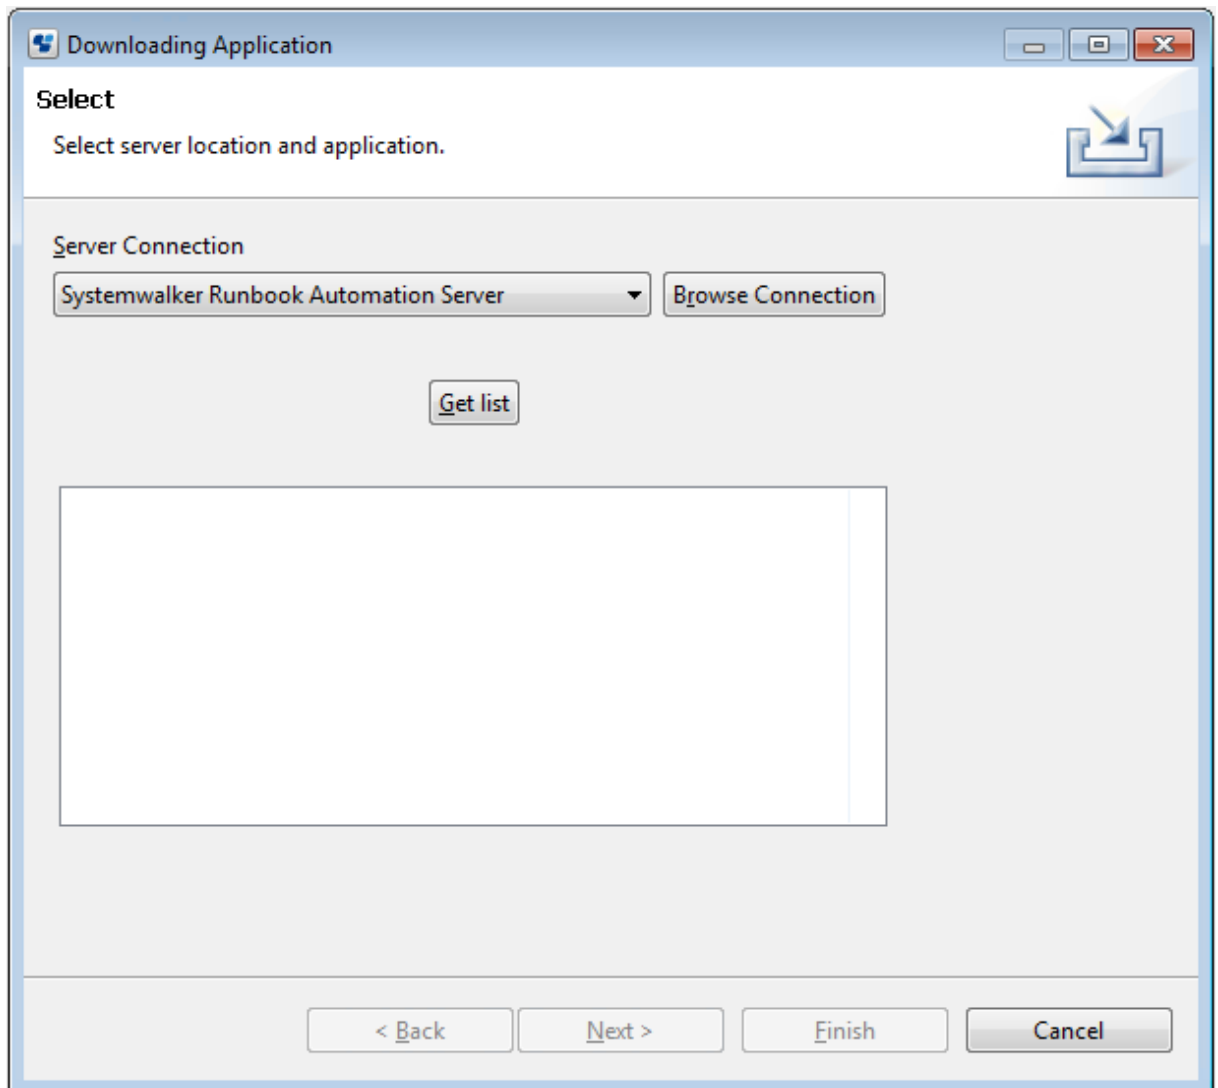 Downloading Application
Select
Select server location and application.
Server Connection
Systemwalker Runbook Automation Server
Browse Connection
Get list
< Back
Next >
Finish
Cancel